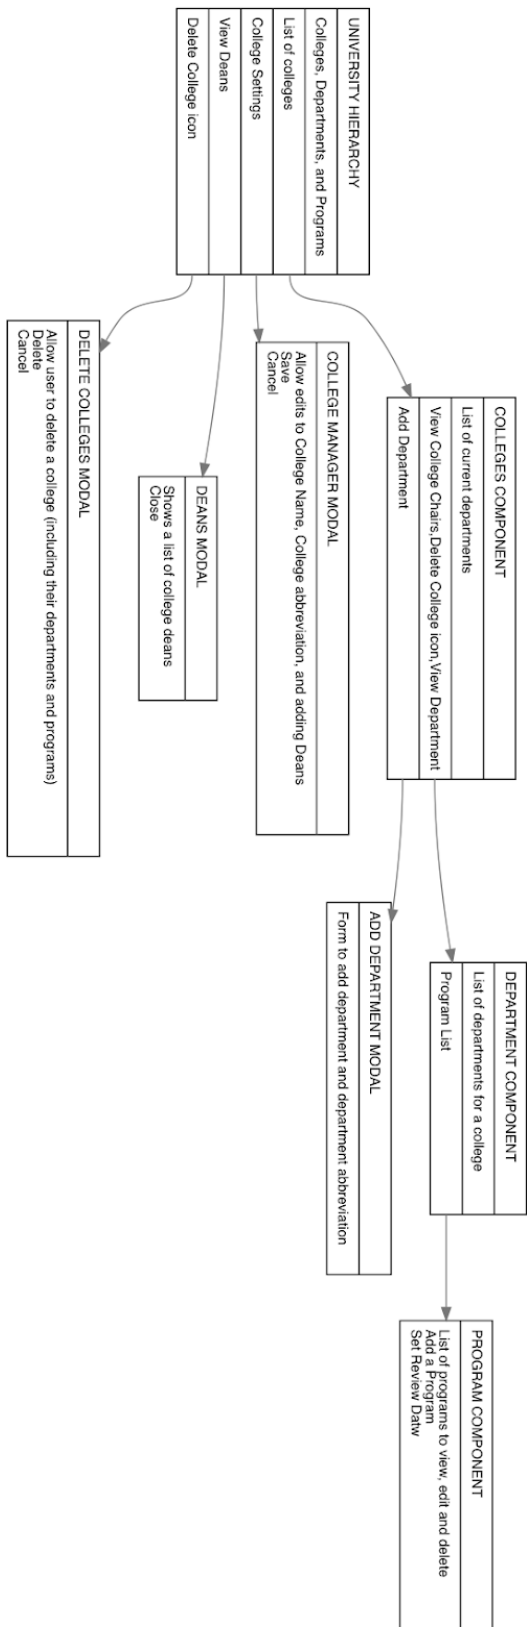 UNIVERSITY HIERARCHY
Colleges, Departments, and Programs
List of colleges
College Settings
View Deans
Delete College icon
COLLEGES COMPONENT
List of current departments
View College Chairs,Delete College icon,View Department
Add Department
COLLEGE MANAGER MODAL
Allow edits to College Name, College abbreviation, and adding Deans
Save
Cancel
DEANS MODAL
Shows a list of college deans
Close
DELETE COLLEGES MODAL
Allow user to delete a college (including their departments and programs)
Delete
Cancel
DEPARTMENT COMPONENT
List of departments for a college
Program List
ADD DEPARTMENT MODAL
Form to add department and department abbreviation
PROGRAM COMPONENT
List of programs to view, edit and delete
Add a Program
Set Review Datw